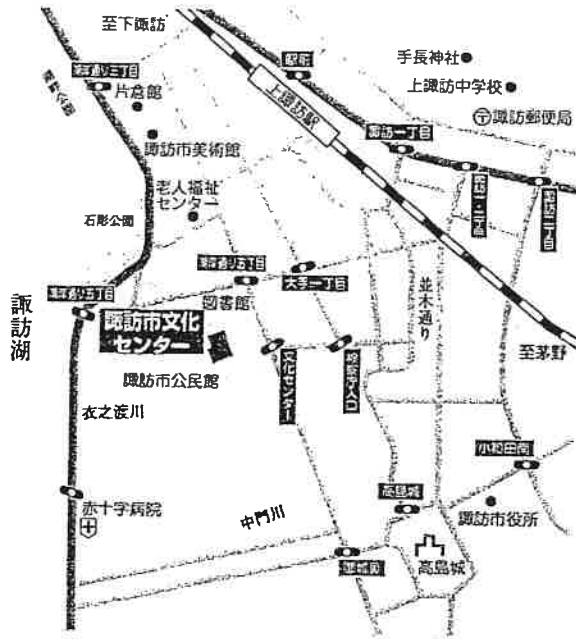 至下諏訪
駅前
手長神社
上諏訪中学校
諏訪郵便局
片倉館
上諏訪駅
諏訪一丁目
諏訪市美術館
諏訪二丁目
老人福祉
センター
石彫公園
大手一丁目
図書館
並木通り
諏訪湖
諏訪市文化
センター
至茅野
諏訪市公民館
文化センター
衣之渡川
小和田南
高島城
赤十字病院
中門川
諏訪市役所
高島城